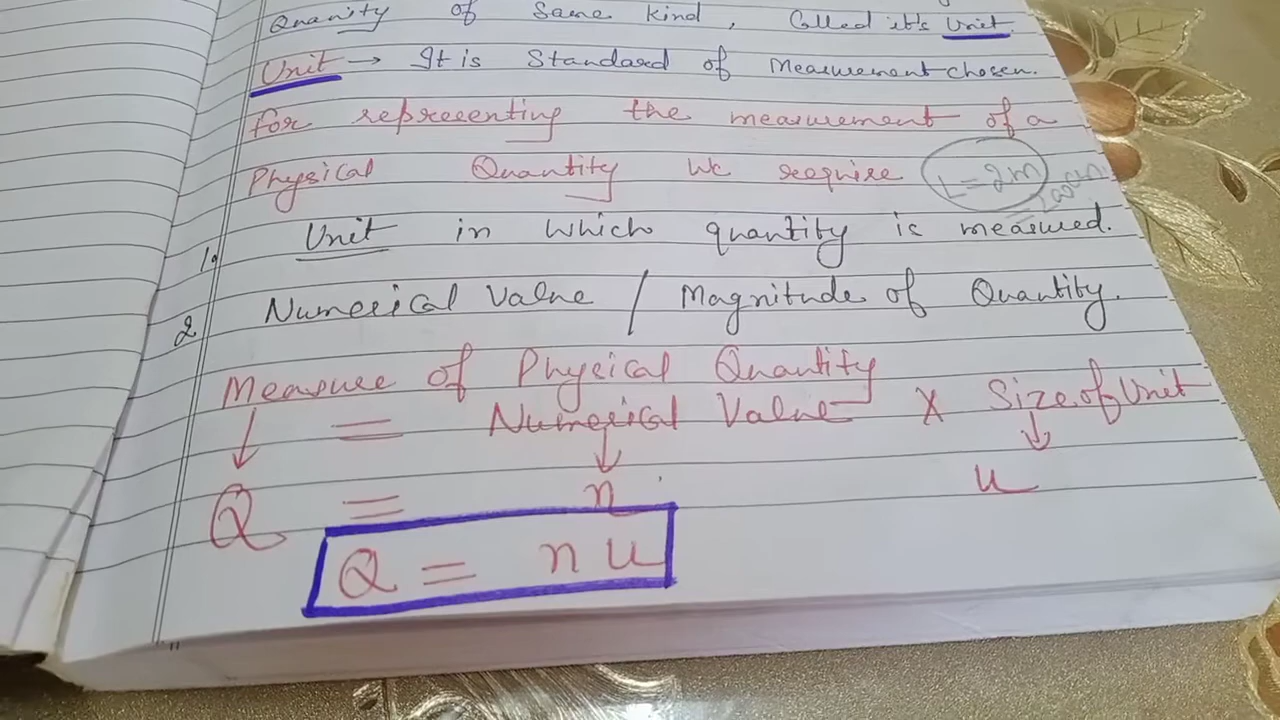 Quanity of Same kind, Called it's Unit.
Unit → It is Standard of Measurement chosen.
for representing the measurement of a
Physical Quantity We require L = 2m
= 200cm
1. Unit in which quantity is measured.
2. Numerical Value / Magnitude of Quantity.
Measure of Physical Quantity
= Numerical Value X Size of Unit
Q = n u
Q = n u